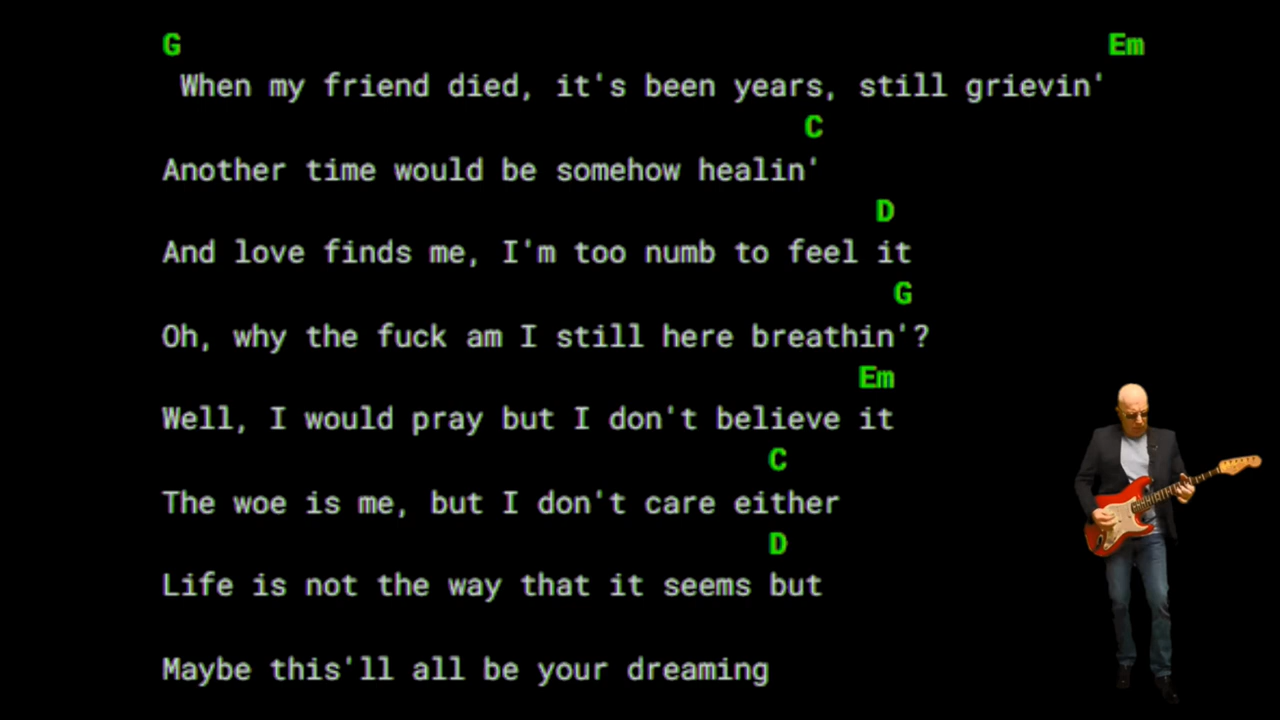 G Em
When my friend died, it's been years, still grievin'
C
Another time would be somehow healin'
D
And love finds me, I'm too numb to feel it
G
Oh, why the fuck am I still here breathin'?
Em
Well, I would pray but I don't believe it
C
The woe is me, but I don't care either
D
Life is not the way that it seems but
Maybe this'll all be your dreaming